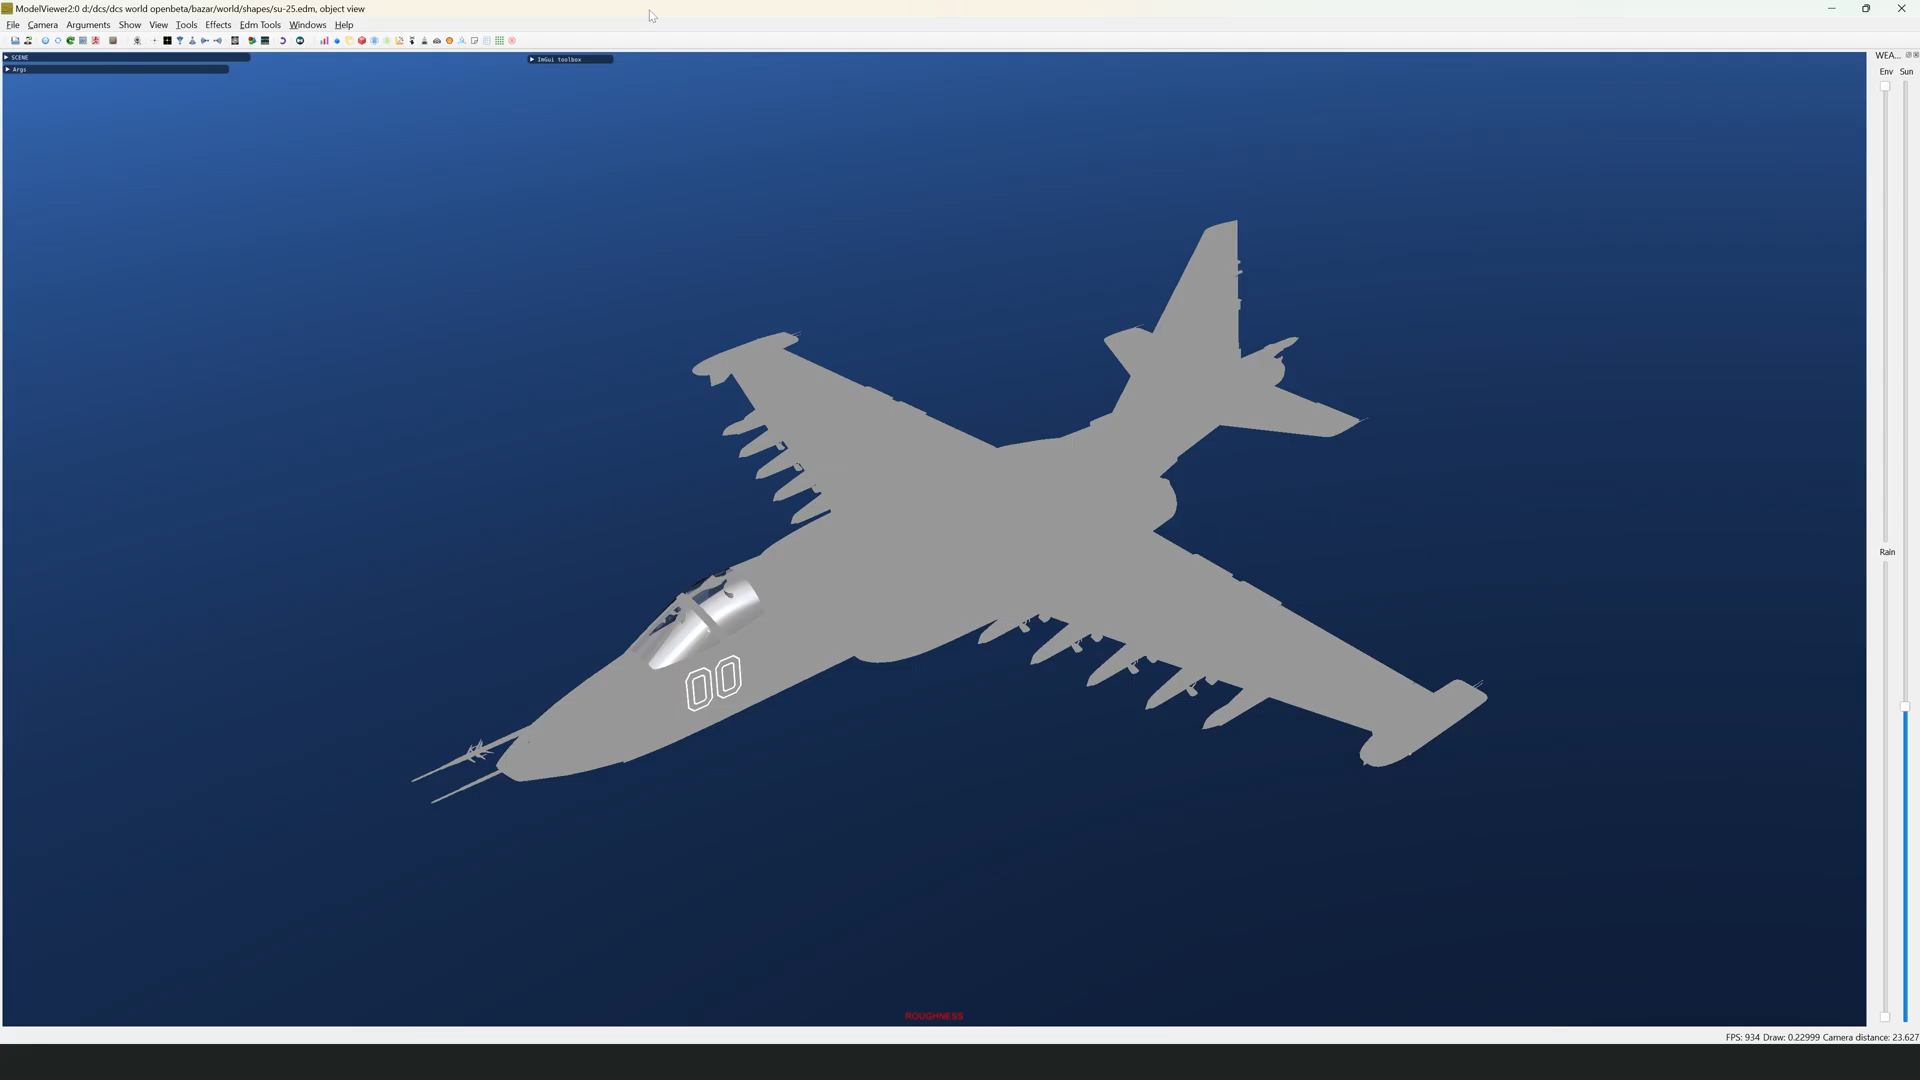 ModelViewer2:0 d:/dcs/dcs world openbeta/bazar/world/shapes/su-25.edm, object view
File Camera Arguments Show View Tools Effects Edm Tools Windows Help
SCENE
ImGui toolbox
Args
WEA...
Env Sun
Rain
00
ROUGHNESS
FPS: 934 Draw: 0.22999 Camera distance: 23.627